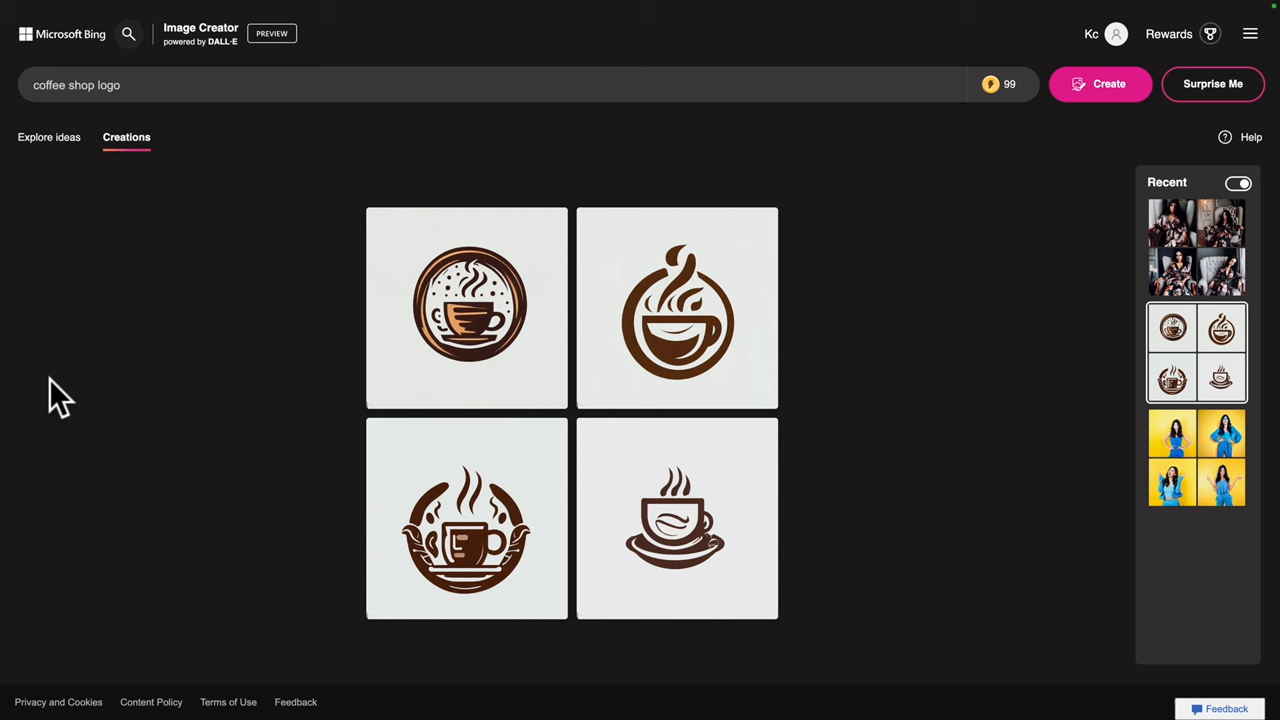 Microsoft Bing
Image Creator
powered by DALL·E
PREVIEW
Kc
Rewards
coffee shop logo
99
Create
Surprise Me
Explore ideas
Creations
Help
Recent
Privacy and Cookies
Content Policy
Terms of Use
Feedback
Feedback